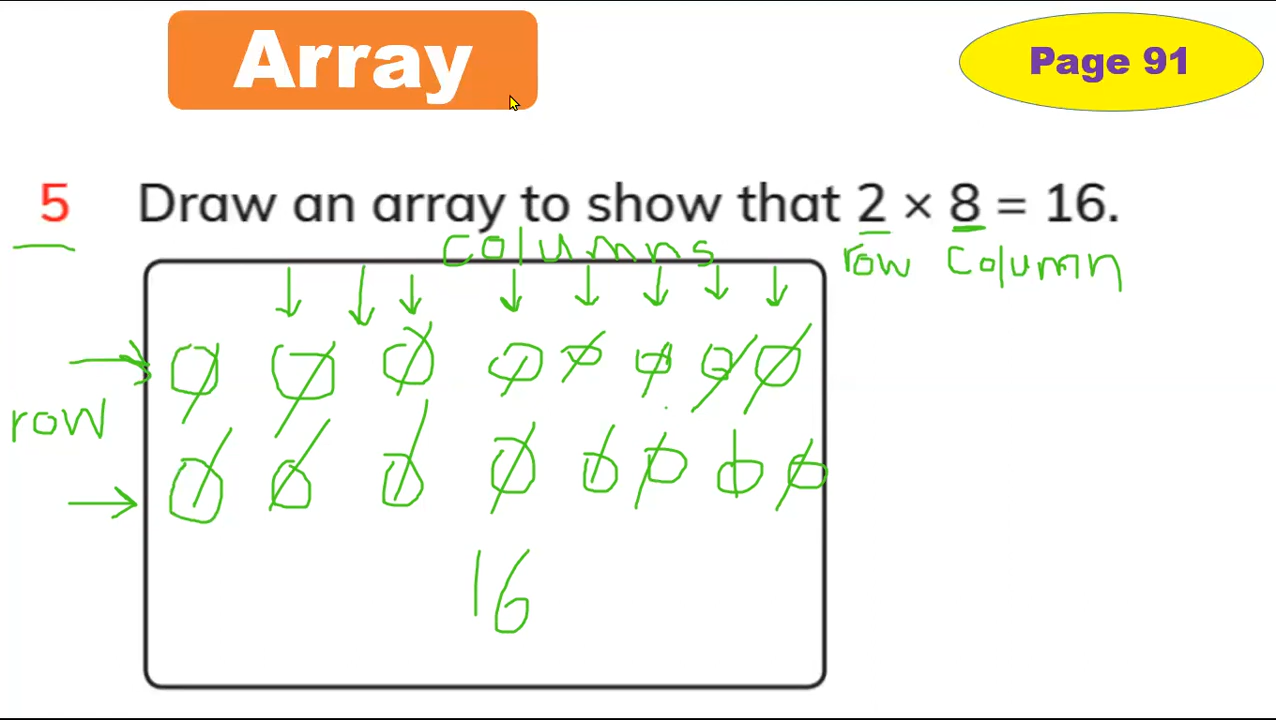 Array
Page 91
5 Draw an array to show that 2 × 8 = 16.
columns
row column
row
16